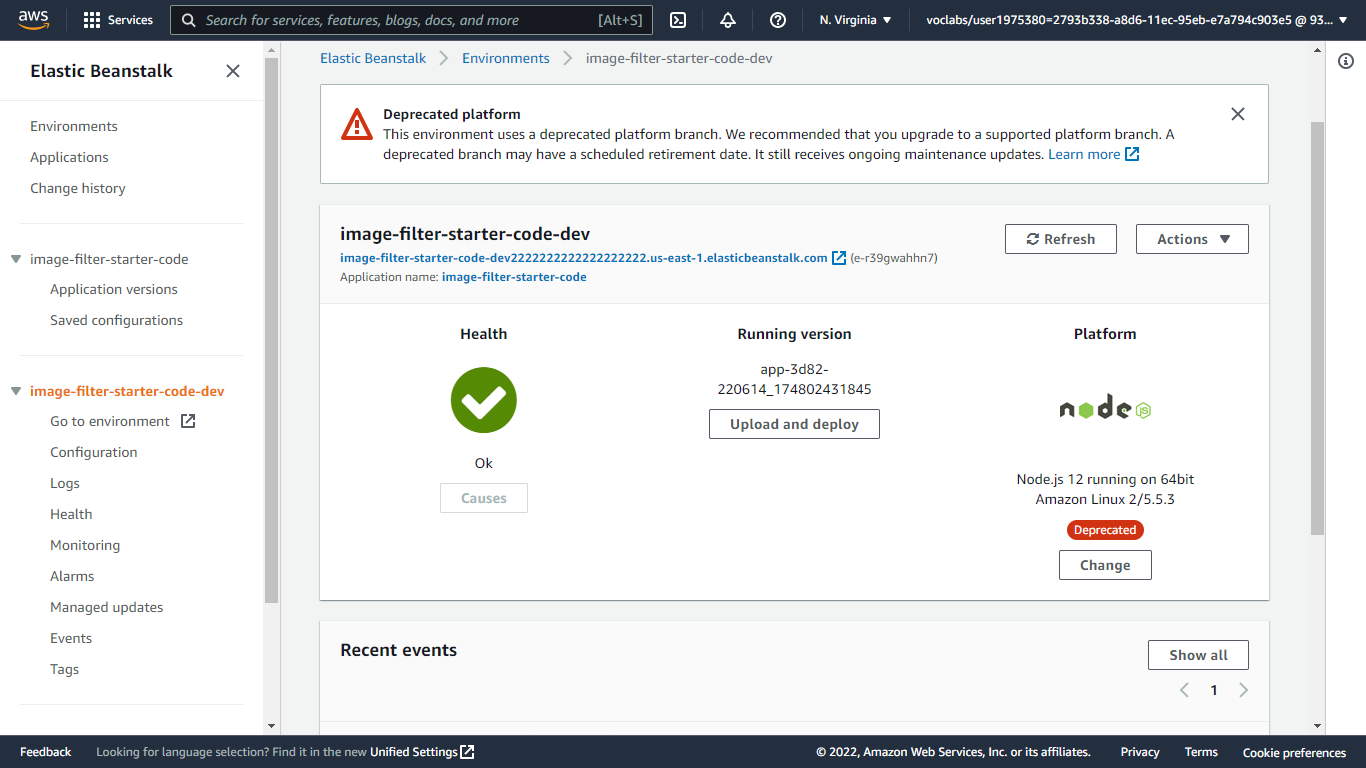 aws
Services
Search for services, features, blogs, docs, and more
[Alt+S]
N. Virginia
voclabs/user1975380=2793b338-a8d6-11ec-95eb-e7a794c903e5 @ 93...
Elastic Beanstalk
Environments
Applications
Change history
image-filter-starter-code
Application versions
Saved configurations
image-filter-starter-code-dev
Go to environment
Configuration
Logs
Health
Monitoring
Alarms
Managed updates
Events
Tags
Elastic Beanstalk
Environments
image-filter-starter-code-dev
Deprecated platform
This environment uses a deprecated platform branch. We recommended that you upgrade to a supported platform branch. A
deprecated branch may have a scheduled retirement date. It still receives ongoing maintenance updates. Learn more
image-filter-starter-code-dev
image-filter-starter-code-dev2222222222222222222.us-east-1.elasticbeanstalk.com (e-r39gwahhn7)
Application name: image-filter-starter-code
Refresh
Actions
Health
Ok
Causes
Running version
app-3d82-
220614_174802431845
Upload and deploy
Platform
node JS
Node.js 12 running on 64bit
Amazon Linux 2/5.5.3
Deprecated
Change
Recent events
Show all
1
Feedback
Looking for language selection? Find it in the new Unified Settings
© 2022, Amazon Web Services, Inc. or its affiliates.
Privacy
Terms
Cookie preferences